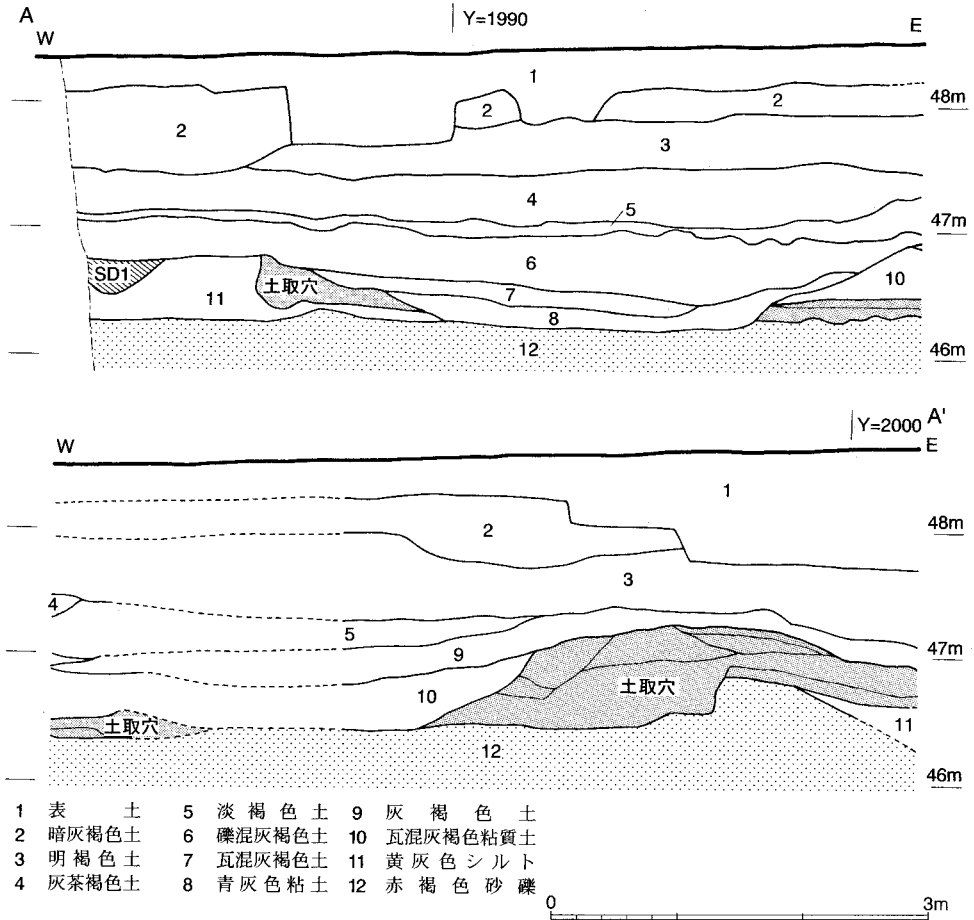 A
Y=1990
W
E
1
2
2
2
48m
3
4
5
47m
6
SD1
土取穴
10
11
7
8
12
46m
Y=2000
A'
W
E
1
2
48m
3
4
5
9
47m
10
土取穴
土取穴
11
12
46m
1 表土 5 淡褐色土 9 灰褐色土
2 暗灰褐色土 6 礫混灰褐色土 10 瓦混灰褐色粘質土
3 明褐色土 7 瓦混灰褐色土 11 黄灰色シルト
4 灰茶褐色土 8 青灰色粘土 12 赤褐色砂礫
0 3m